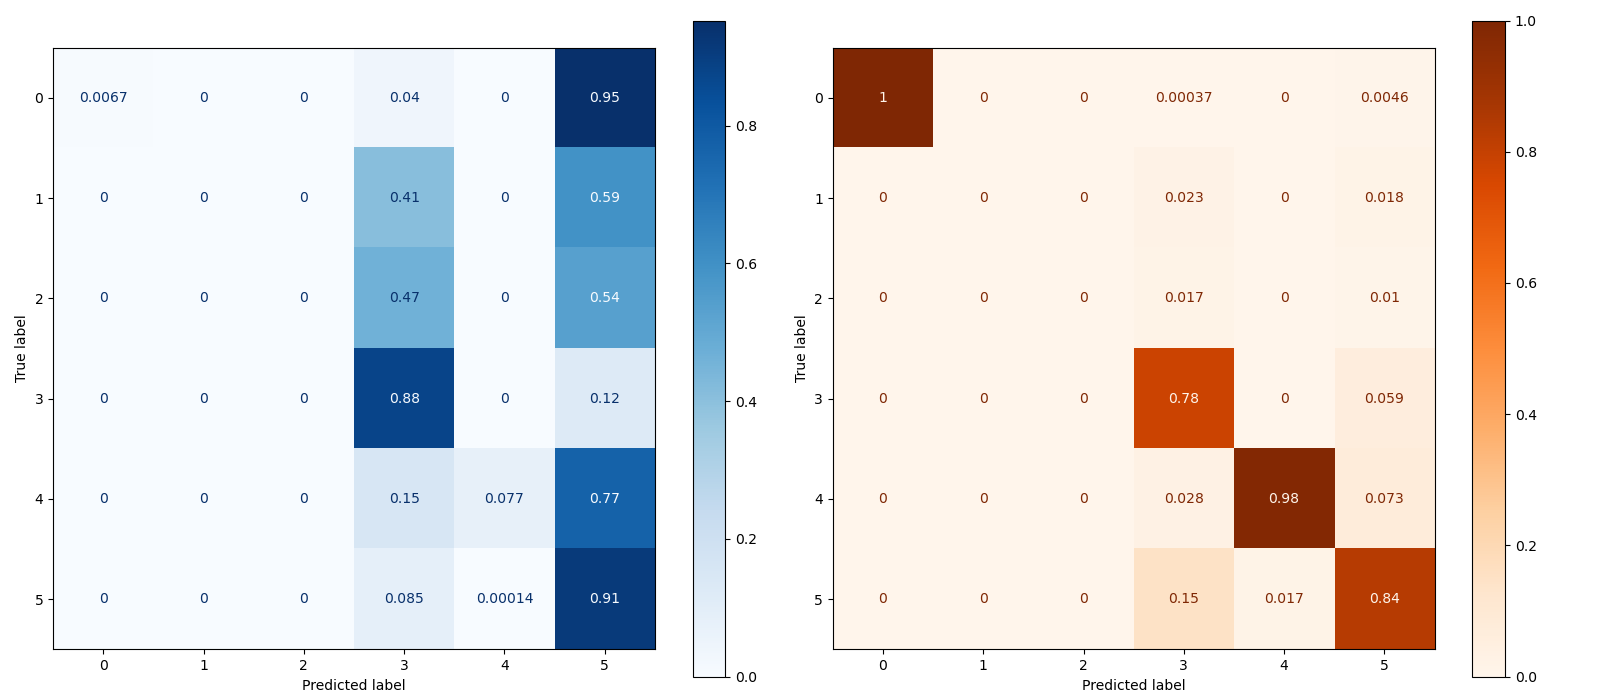 0 0.0067 0 0 0.04 0 0.95
1 0 0 0 0.41 0 0.59
2 0 0 0 0.47 0 0.54
3 0 0 0 0.88 0 0.12
4 0 0 0 0.15 0.077 0.77
5 0 0 0 0.085 0.00014 0.91
0 1 2 3 4 5
True label
Predicted label
0.8
0.6
0.4
0.2
0.0
0 1 0 0 0.00037 0 0.0046
1 0 0 0 0.023 0 0.018
2 0 0 0 0.017 0 0.01
3 0 0 0 0.78 0 0.059
4 0 0 0 0.028 0.98 0.073
5 0 0 0 0.15 0.017 0.84
0 1 2 3 4 5
True label
Predicted label
1.0
0.8
0.6
0.4
0.2
0.0